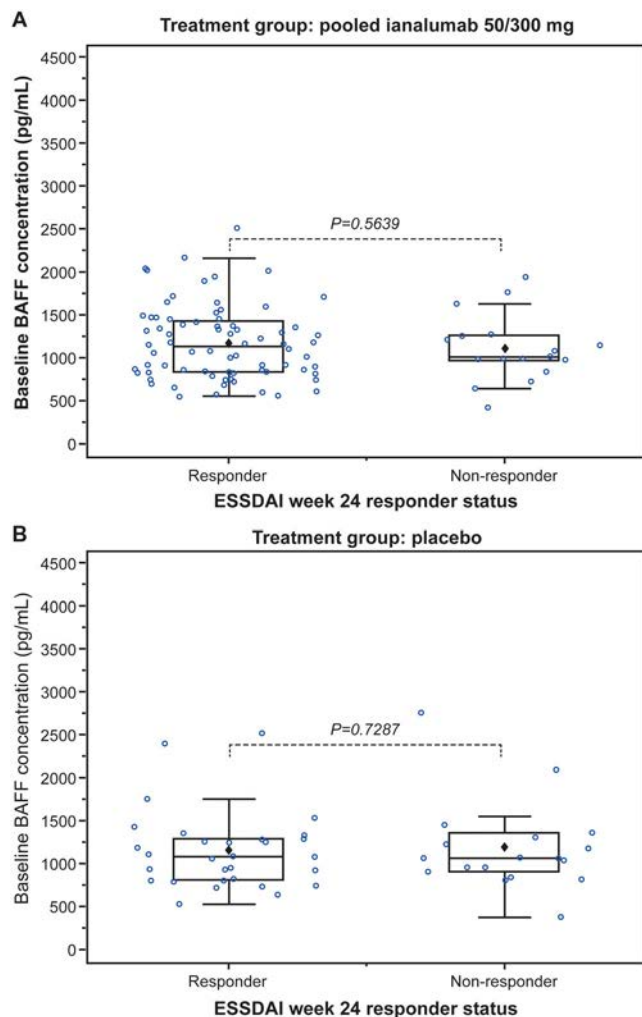 A
Treatment group: pooled ianalumab 50/300 mg
Baseline BAFF concentration (pg/mL)
4500
4000
3500
3000
2500
2000
1500
1000
500
0
P=0.5639
Responder
Non-responder
ESSDAI week 24 responder status
B
Treatment group: placebo
Baseline BAFF concentration (pg/mL)
4500
4000
3500
3000
2500
2000
1500
1000
500
0
P=0.7287
Responder
Non-responder
ESSDAI week 24 responder status